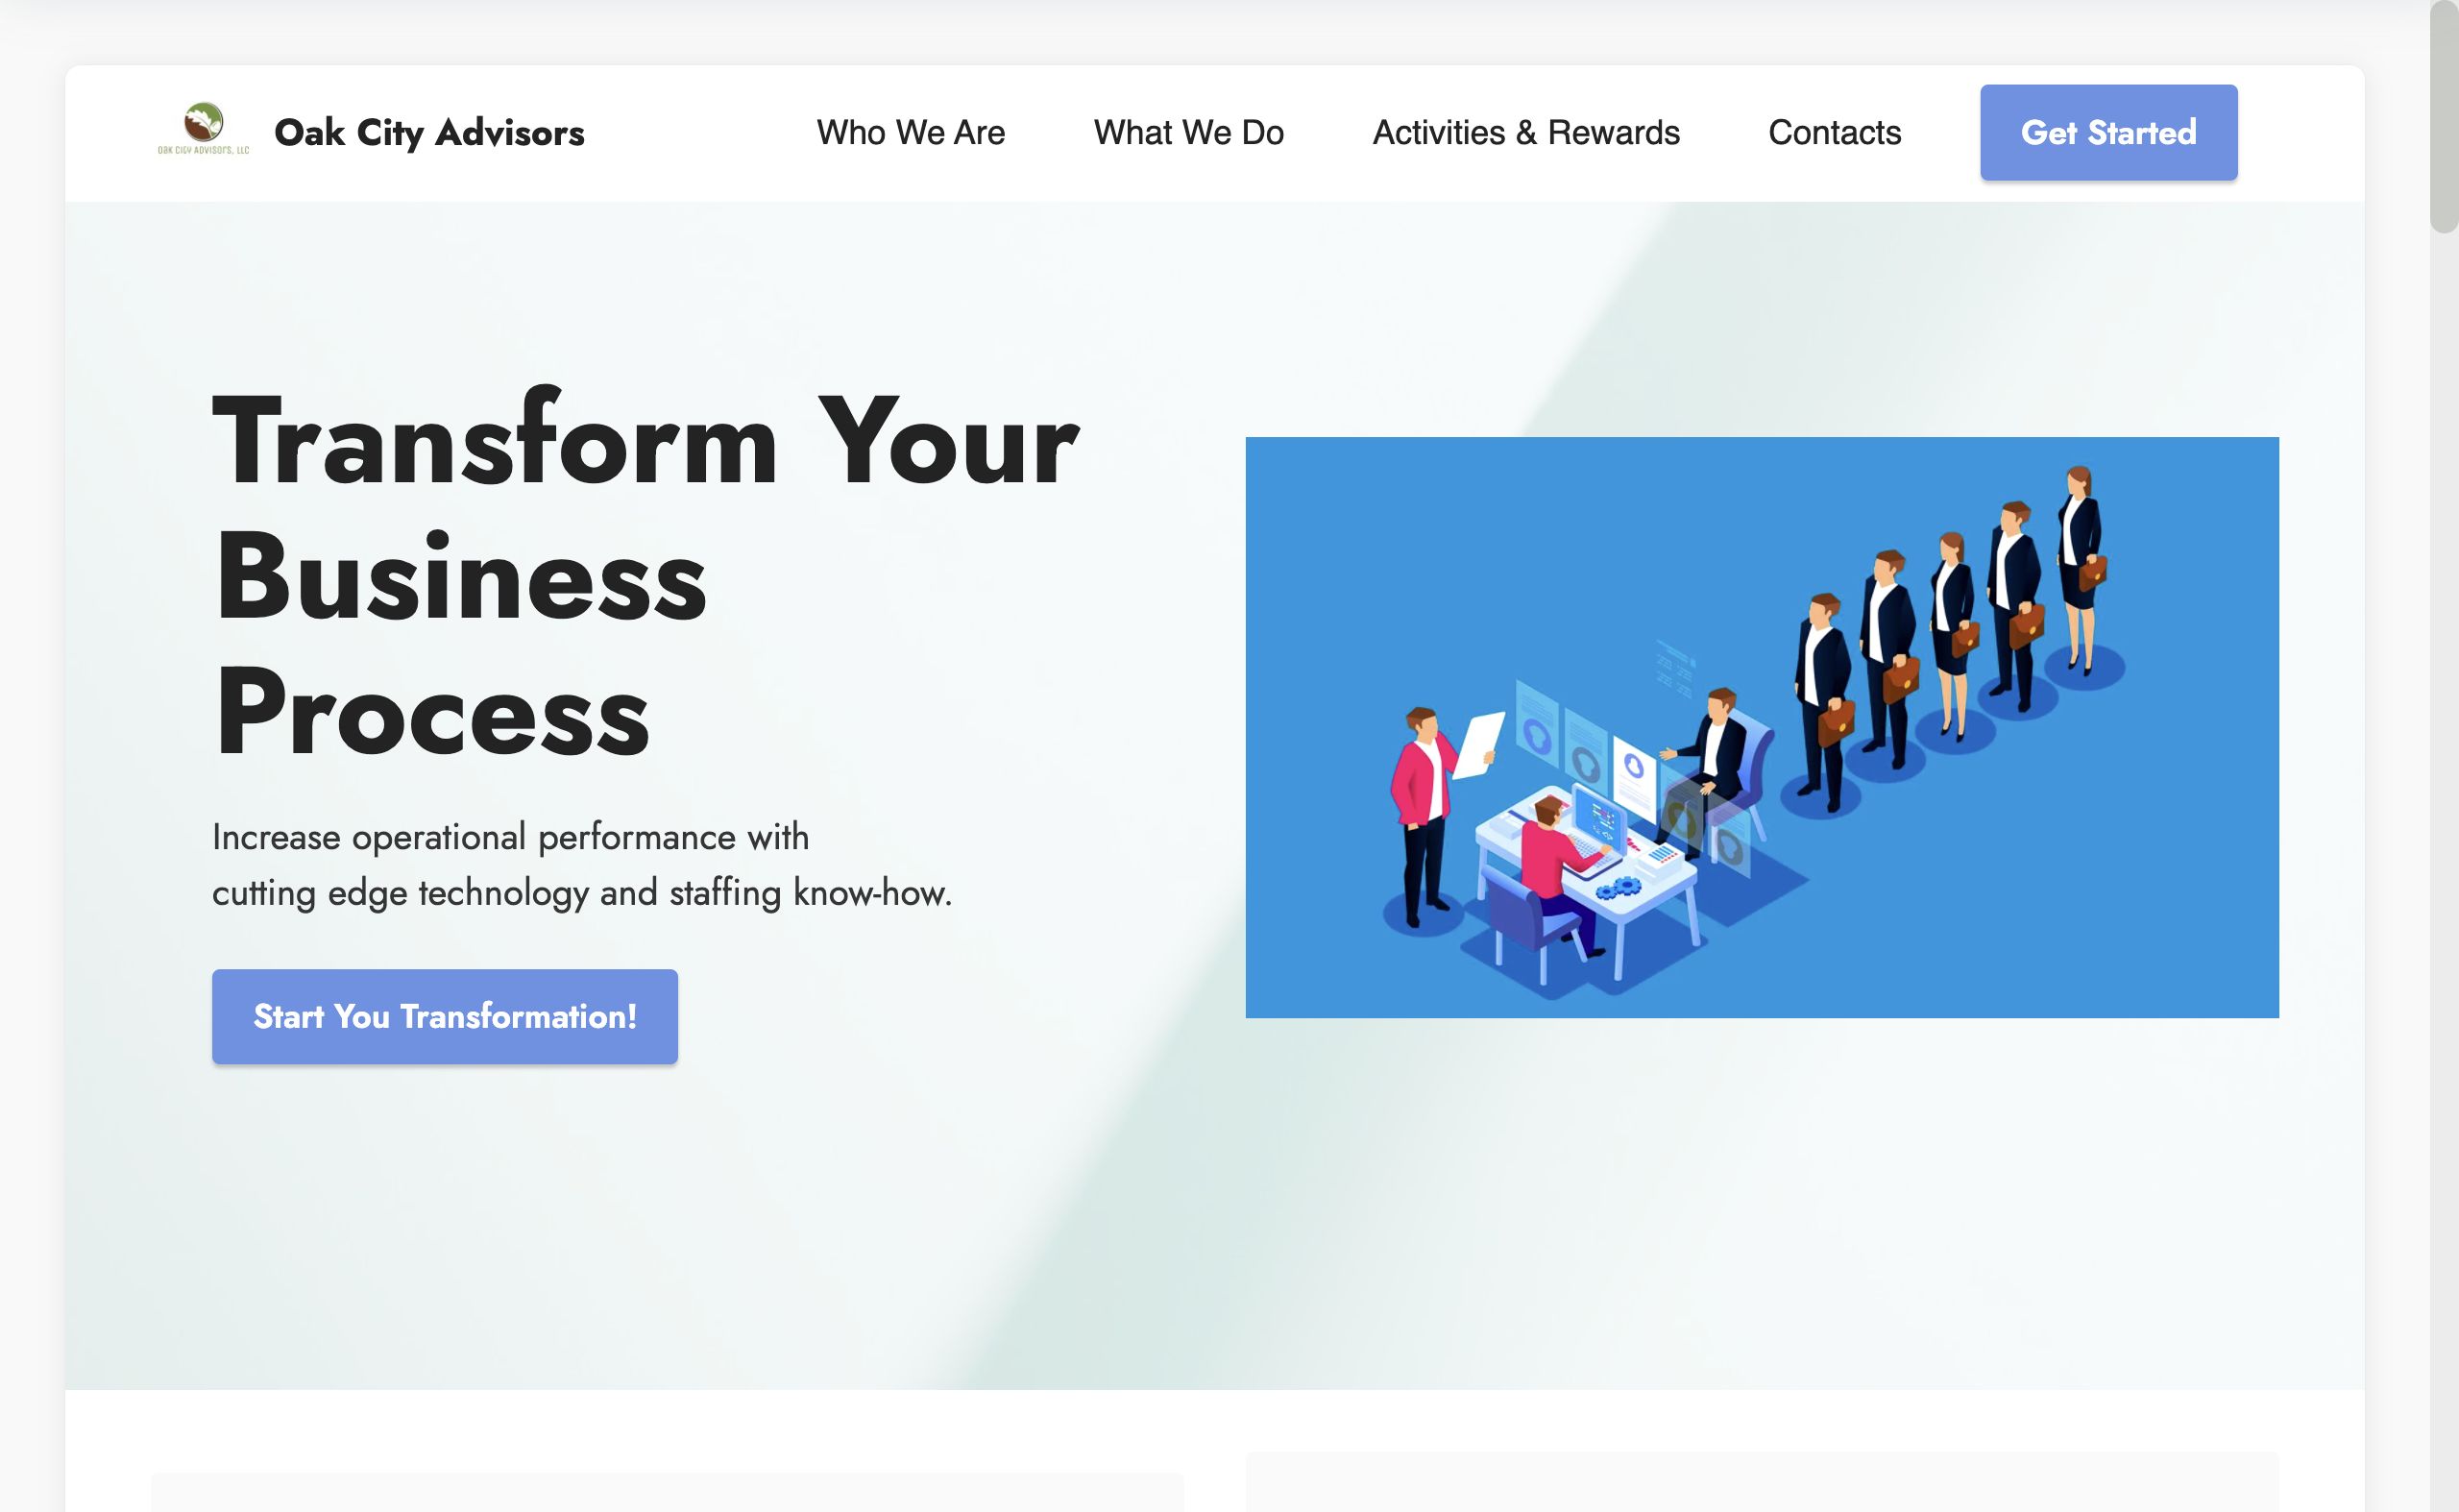 OAK CITY ADVISORS, LLC
Oak City Advisors
Who We Are
What We Do
Activities & Rewards
Contacts
Get Started
Transform Your
Business
Process
Increase operational performance with
cutting edge technology and staffing know-how.
Start You Transformation!